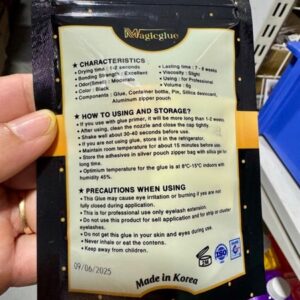 Magicglue
★ CHARACTERISTICS
• Drying time : 1-2 seconds
• Bonding Strength : Excellent
• Odor(Smell) : Moderate
• Color : Black
• Lasting time : 7 - 8 weeke
• Viscosity : Slight
• Using for : Professional
• Volume : 6g
• Components : Glue, Container bottle, Pin, Silica desiccant,
Aluminum zipper pouch
★ HOW TO USING AND STORAGE?
• If you use with glue primer, it will be more long than 1-2 weeks.
• After using, clean the nozzle and close the cap tightly.
• Shake well about 30-40 seconds before use.
• If you are not using glue, store it in the refrigerator.
• Maintain room temperature for about 15 minutes before use.
• Store the adhesives in silver pouch zipper bag with silica gel for
long time.
• Optimum temperature for the glue is at 8°C-15°C indoors with
humidity 45%.
★ PRECAUTIONS WHEN USING
• This Glue may cause eye irritation or burning if you are
not fully closed during using.
• This is for professional use only eyelash extension.
• Do not use this product for self application and for strip or cluster
eyelashes.
• Do not get this glue in your skin and eyes during use.
• Never inhale or eat the contents.
• Keep away from children.
09/06/2025
Made in Korea